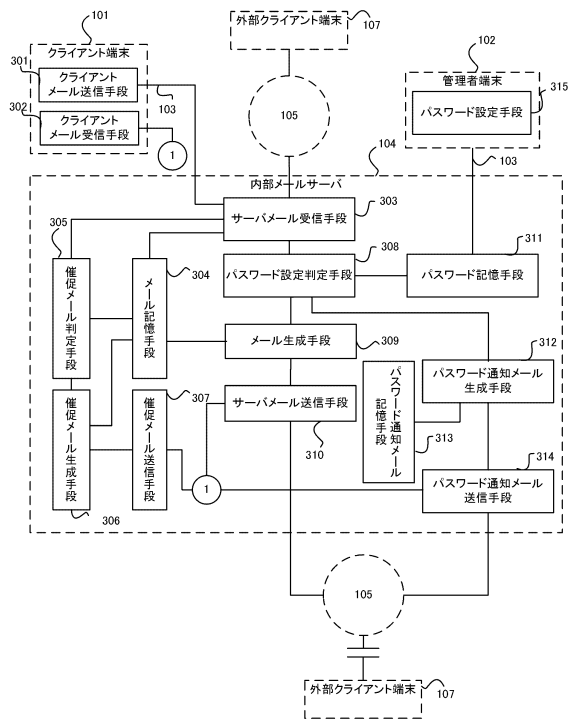 101
クライアント端末
301
クライアント
メール送信手段
302
クライアント
メール受信手段
103
1
外部クライアント端末
107
105
102
管理者端末
パスワード設定手段
315
103
104
内部メールサーバ
サーバメール受信手段
303
305
催促メール判定手段
304
メール記憶手段
308
パスワード設定判定手段
311
パスワード記憶手段
メール生成手段
309
312
パスワード通知メール
生成手段
パスワード通知メール
記憶手段
313
催促メール生成手段
306
307
催促メール送信手段
サーバメール送信手段
310
1
314
パスワード通知メール
送信手段
105
外部クライアント端末
107